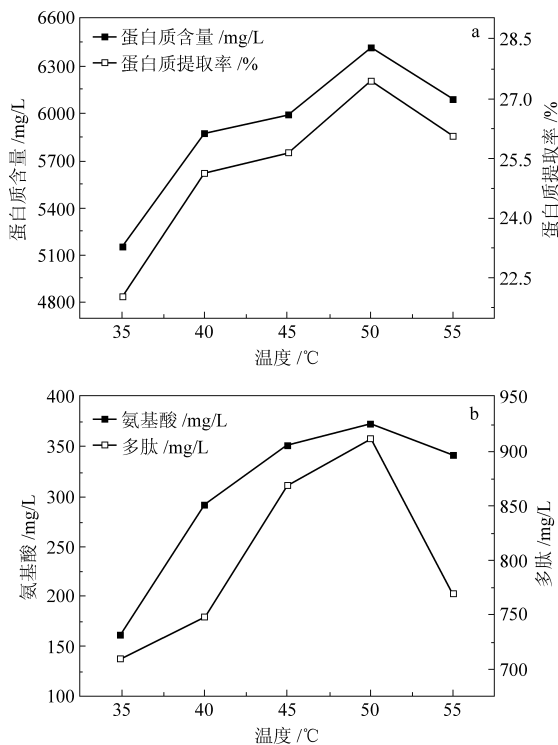 6600
6300
6000
5700
5400
5100
4800
蛋白质含量 /mg/L
蛋白质含量/mg/L
蛋白质提取率 /%
a
28.5
27.0
25.5
24.0
22.5
蛋白质提取率 /%
35 40 45 50 55
温度 /℃
400
350
300
250
200
150
100
氨基酸 /mg/L
氨基酸/mg/L
多肽 /mg/L
b
950
900
850
800
750
700
多肽 /mg/L
35 40 45 50 55
温度 /℃